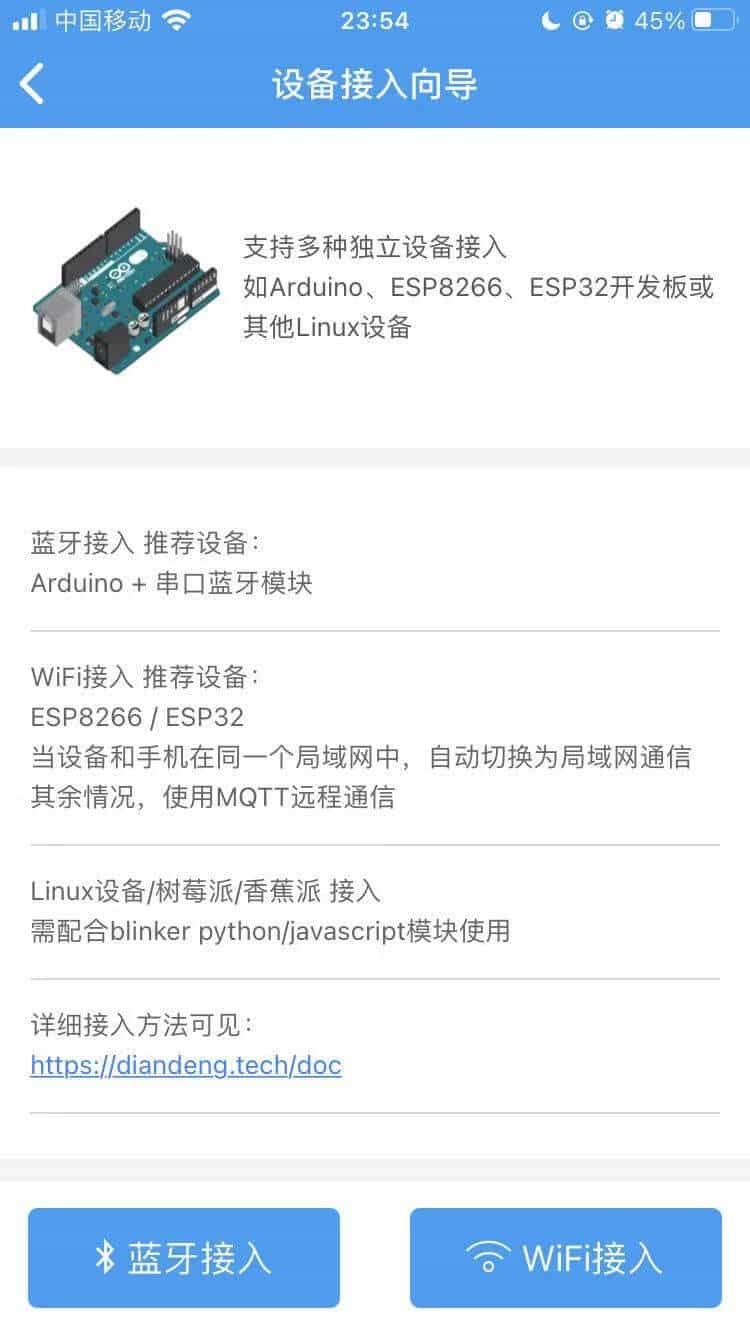 中国移动 23:54 45%
设备接入向导
支持多种独立设备接入
如Arduino、ESP8266、ESP32开发板或
其他Linux设备
蓝牙接入 推荐设备：
Arduino + 串口蓝牙模块
WiFi接入 推荐设备：
ESP8266 / ESP32
当设备和手机在同一个局域网中，自动切换为局域网通信
其余情况，使用MQTT远程通信
Linux设备/树莓派/香蕉派 接入
需配合blinker python/javascript模块使用
详细接入方法可见：
https://diandeng.tech/doc
蓝牙接入
WiFi接入